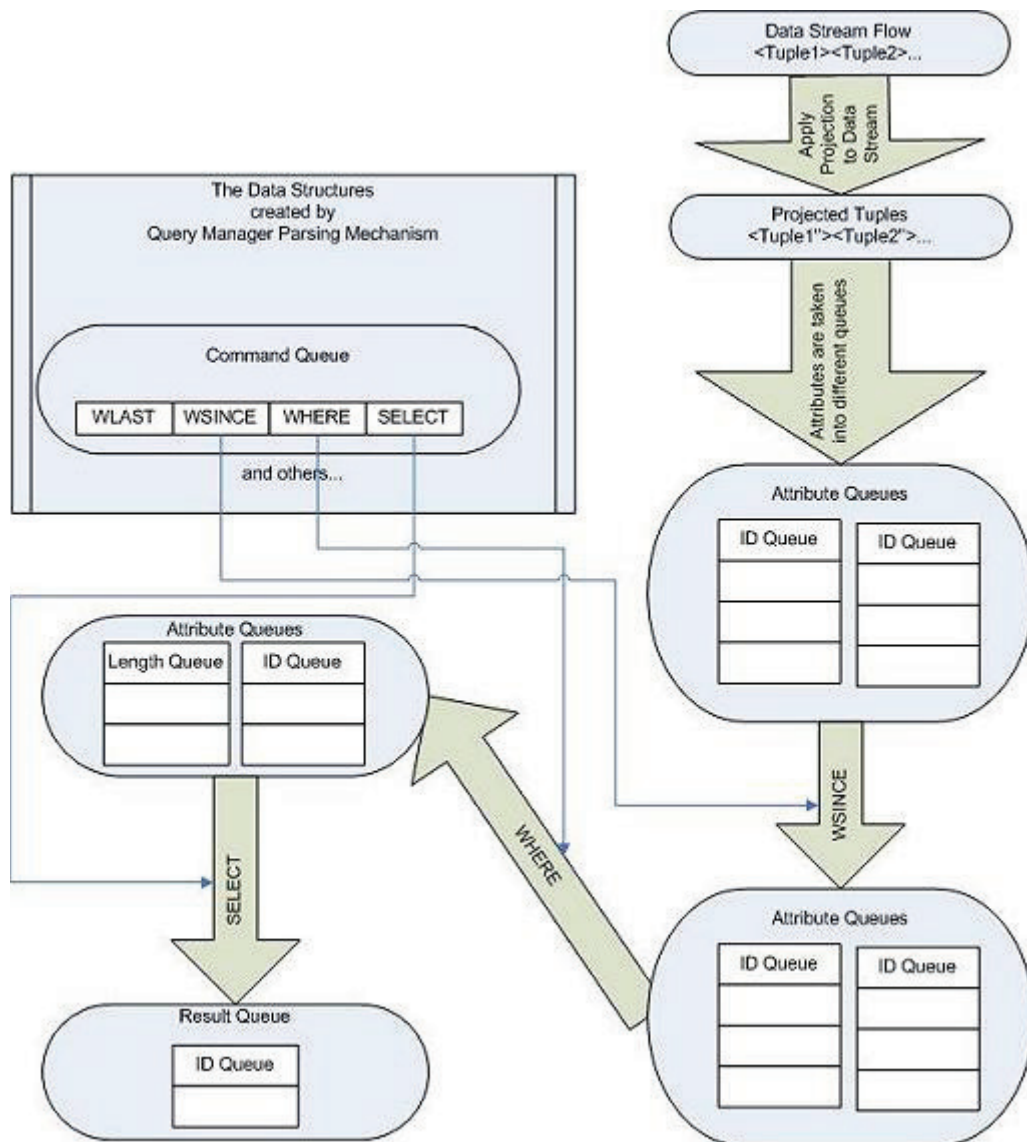 Data Stream Flow
<Tuple1><Tuple2>...
Apply
Projection
to Data
Stream
Projected Tuples
<Tuple1"><Tuple2">...
Attributes are taken
into different queues
The Data Structures
created by
Query Manager Parsing Mechanism
Command Queue
WLAST WSINCE WHERE SELECT
and others...
Attribute Queues
ID Queue ID Queue
WSINCE
Attribute Queues
ID Queue ID Queue
WHERE
Attribute Queues
Length Queue ID Queue
SELECT
Result Queue
ID Queue